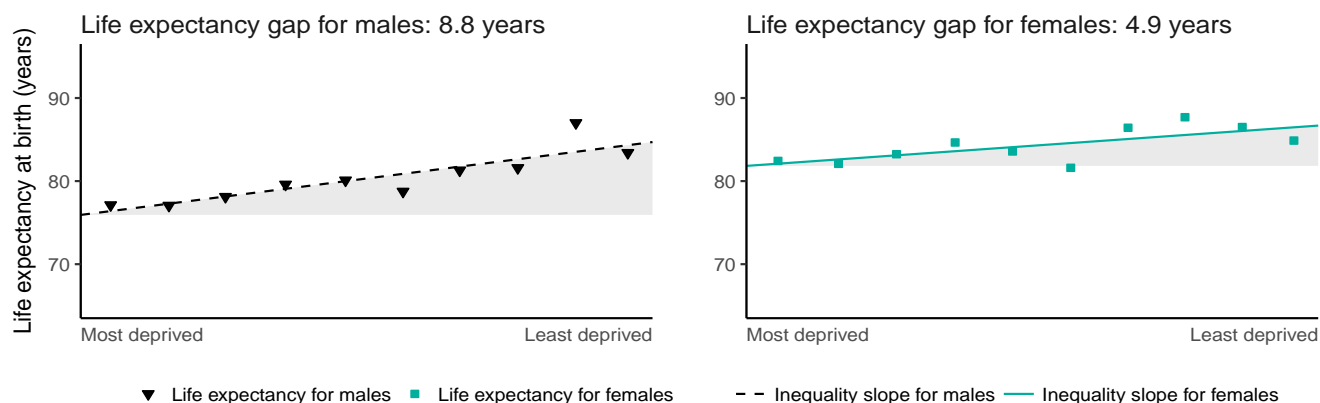 Life expectancy gap for males: 8.8 years
Life expectancy at birth (years)
90
80
70
Most deprived
Least deprived
Life expectancy gap for females: 4.9 years
90
80
70
Most deprived
Least deprived
Life expectancy for males
Life expectancy for females
Inequality slope for males
Inequality slope for females